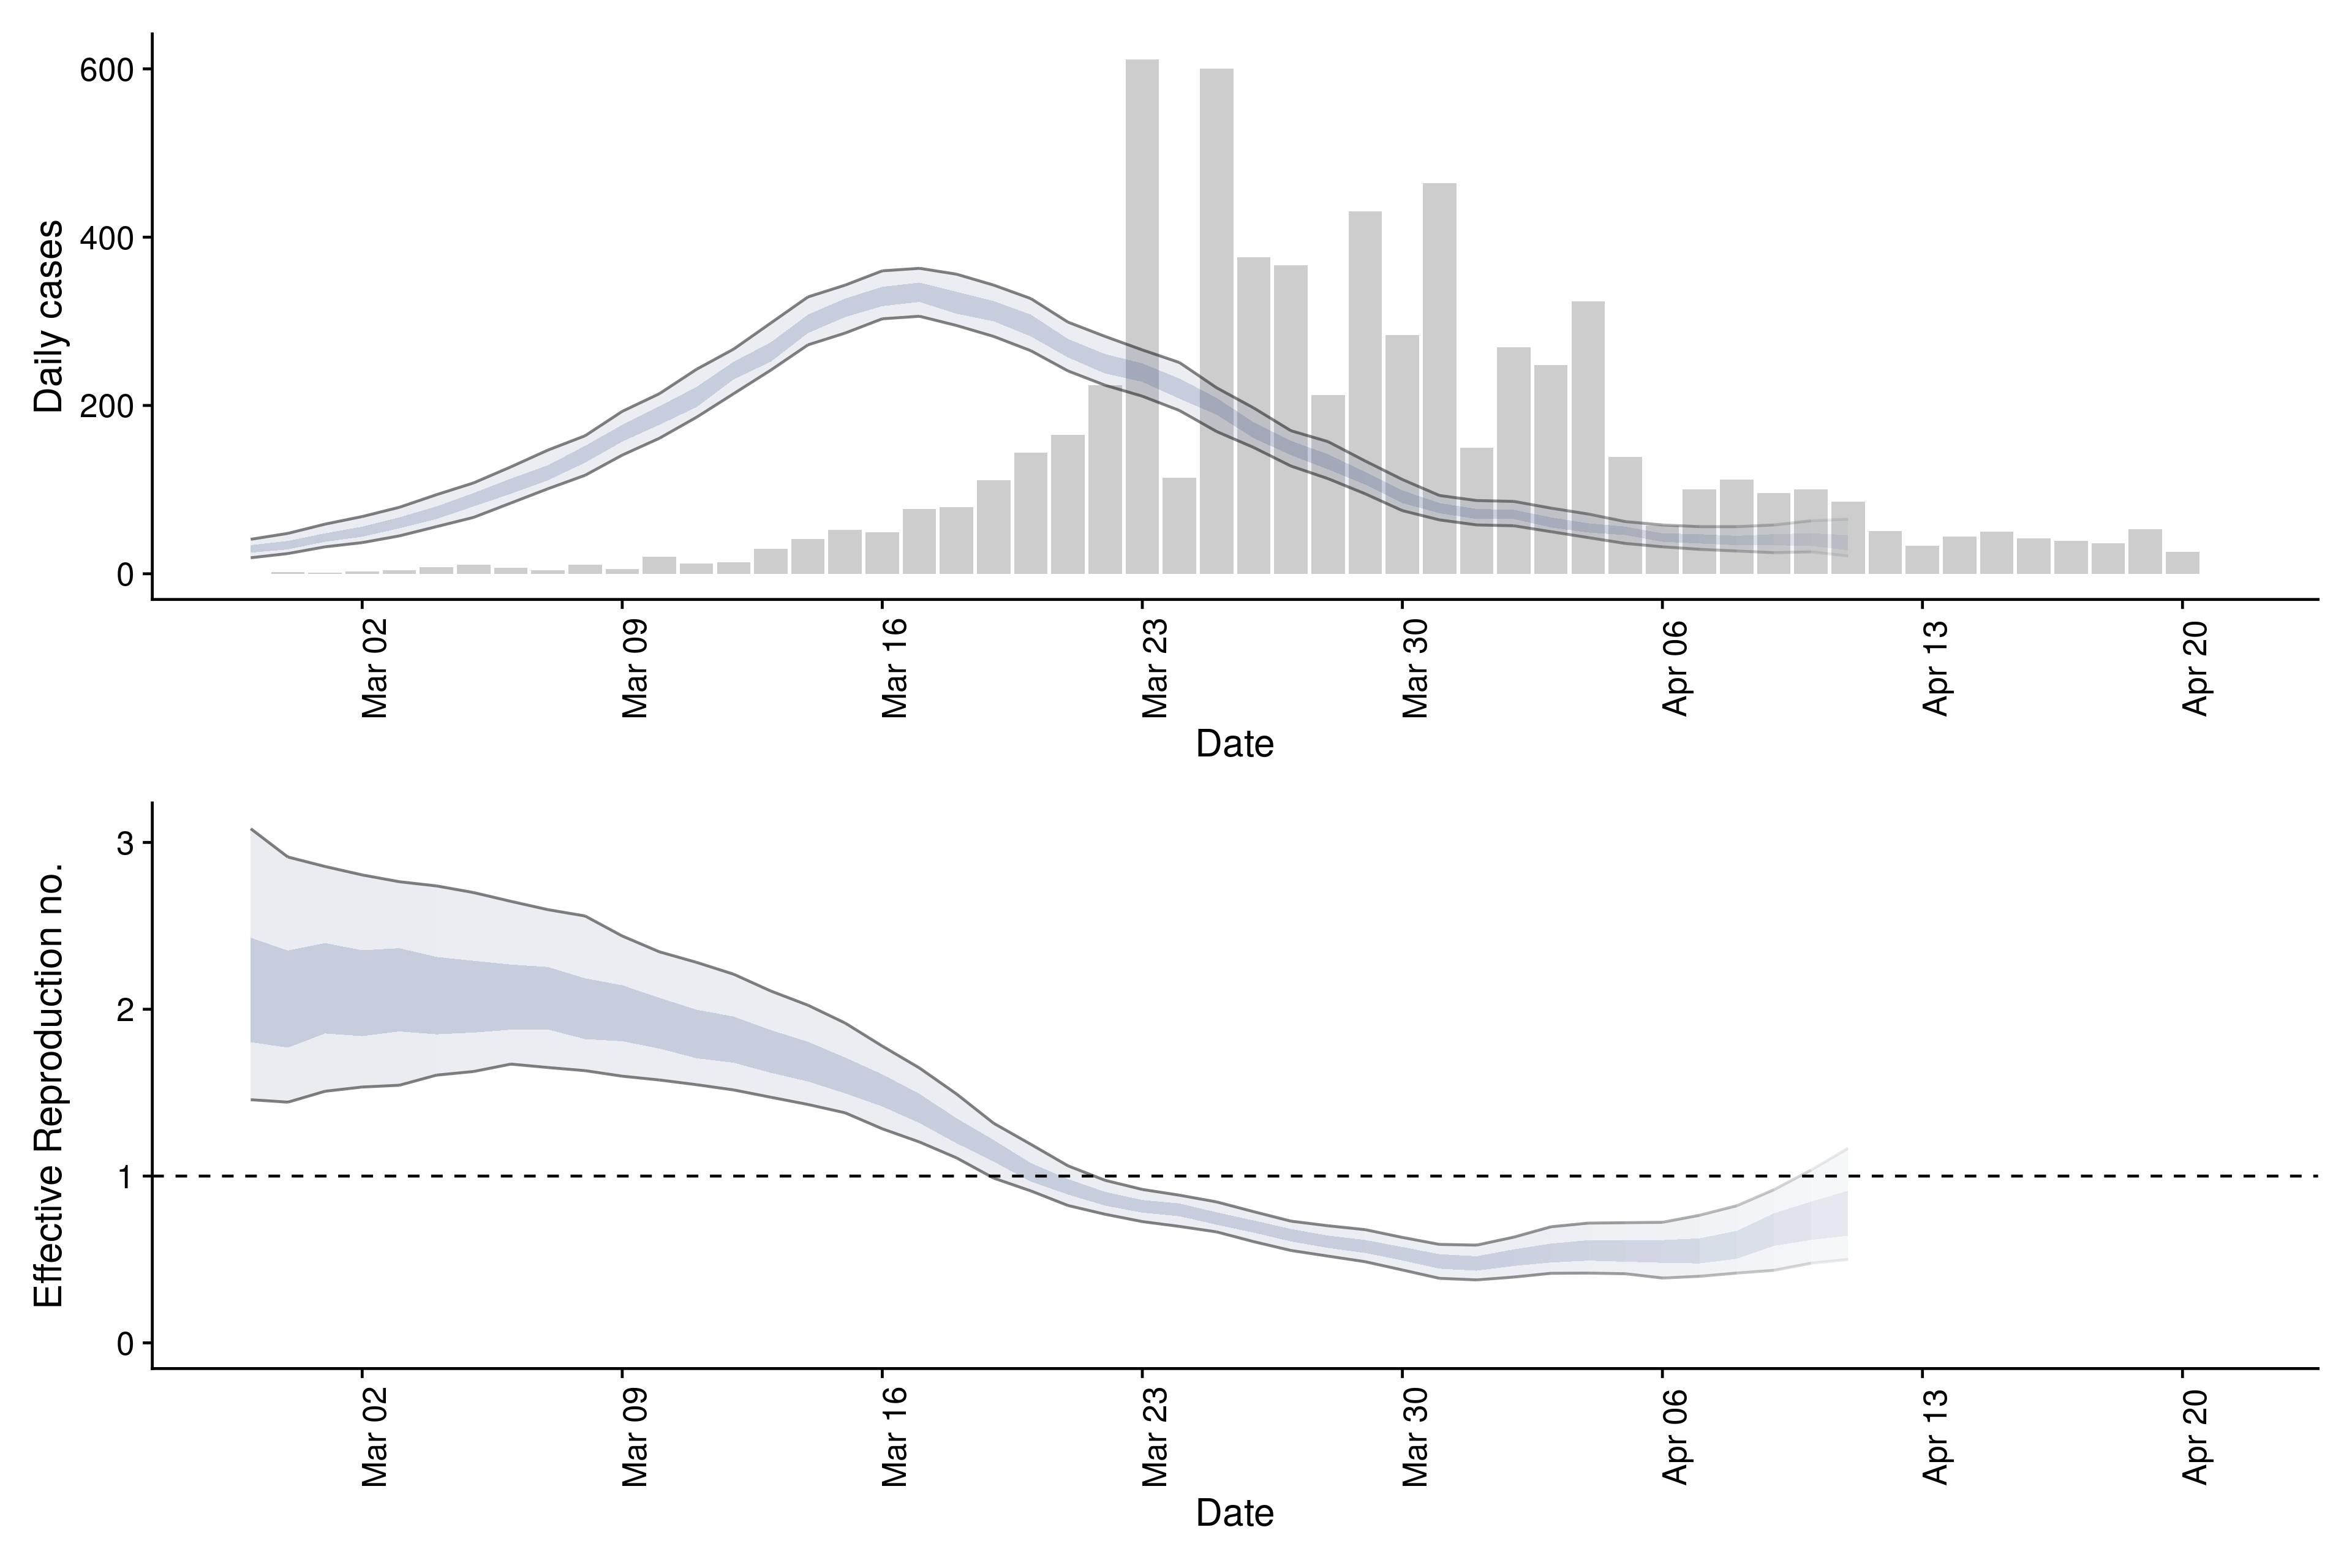 Daily cases
600
400
200
0
Mar 02
Mar 09
Mar 16
Mar 23
Mar 30
Apr 06
Apr 13
Apr 20
Date
Effective Reproduction no.
3
2
1
0
Mar 02
Mar 09
Mar 16
Mar 23
Mar 30
Apr 06
Apr 13
Apr 20
Date